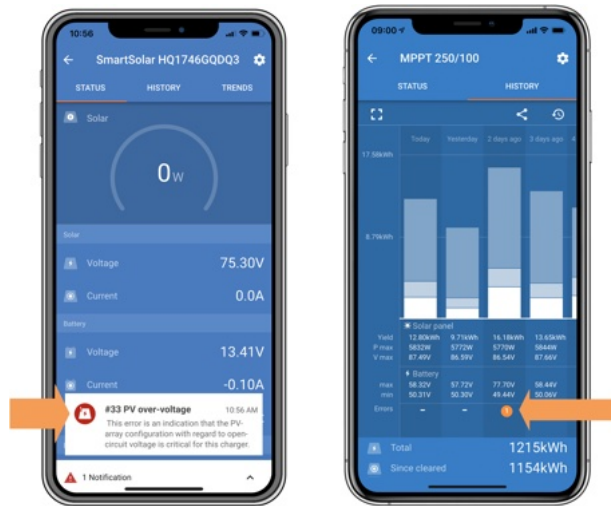 10:56
SmartSolar HQ1746GQDQ3
STATUS HISTORY TRENDS
Solar
0W
Solar
Voltage 75.30V
Current 0.0A
Battery
Voltage 13.41V
Current -0.10A
#33 PV over-voltage 10:56 AM
This error is an indication that the PV-
array configuration with regard to open-
circuit voltage is critical for this charger.
1 Notification
09:00
MPPT 250/100
STATUS HISTORY
Today Yesterday 2 days ago 3 days ago 4
17.58kWh
8.79kWh
Solar panel
Yield 12.80kWh 9.71kWh 16.18kWh 13.65kWh
P max 5832W 5772W 5770W 5844W
V max 87.49V 86.59V 86.54V 87.66V
Battery
max 58.32V 57.72V 77.70V 58.44V
min 50.31V 50.30V 49.44V 50.06V
Errors – – 1
Total 1215kWh
Since cleared 1154kWh